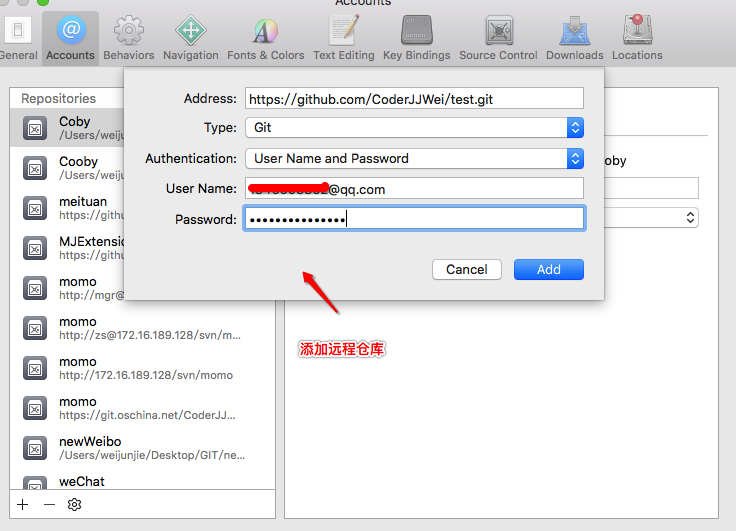 Accounts
General
Accounts
Behaviors
Navigation
Fonts & Colors
Text Editing
Key Bindings
Source Control
Downloads
Locations
Repositories
Coby
/Users/weiju
Cooby
/Users/weiju
meituan
https://githu
MJExtensio
https://githu
momo
http://mgr@
momo
http://zs@172.16.189.128/svn/m...
momo
http://172.16.189.128/svn/momo
momo
https://git.oschina.net/CoderJJ...
newWeibo
/Users/weijunjie/Desktop/GIT/ne...
weChat
Address: https://github.com/CoderJJWei/test.git
Type: Git
Authentication: User Name and Password
User Name: @qq.com
Password: •••••••••••••••
Cancel
Add
oby
添加远程仓库